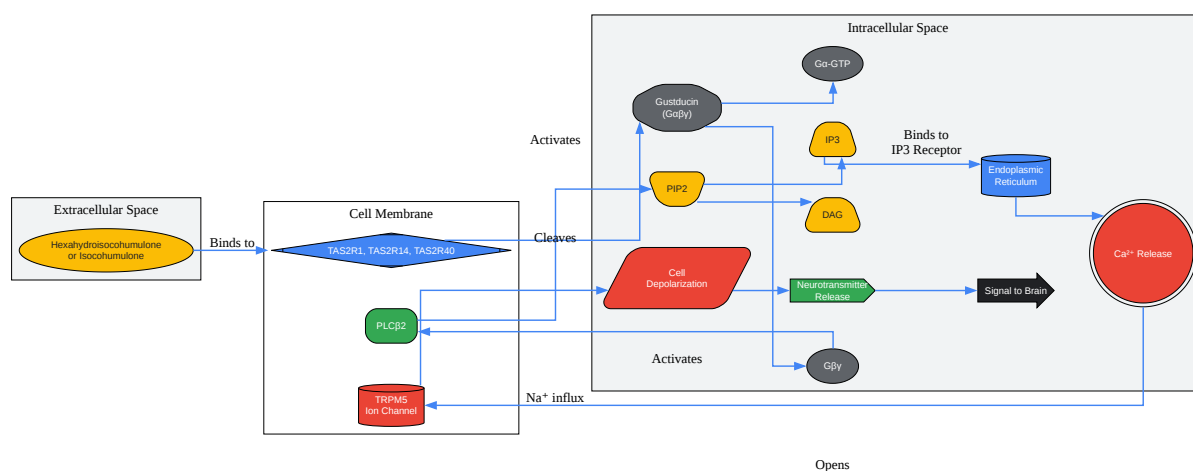 Intracellular Space
Gα-GTP
Gustducin
(Gαβγ)
Activates
IP3
Binds to
IP3 Receptor
Endoplasmic
Reticulum
PIP2
DAG
Extracellular Space
Hexahydroisocohumulone
or Isocohumulone
Binds to
Cell Membrane
TAS2R1, TAS2R14, TAS2R40
Cleaves
Ca²⁺ Release
Cell
Depolarization
Neurotransmitter
Release
Signal to Brain
PLCβ2
Activates
Gβγ
TRPM5
Ion Channel
Na⁺ influx
Opens